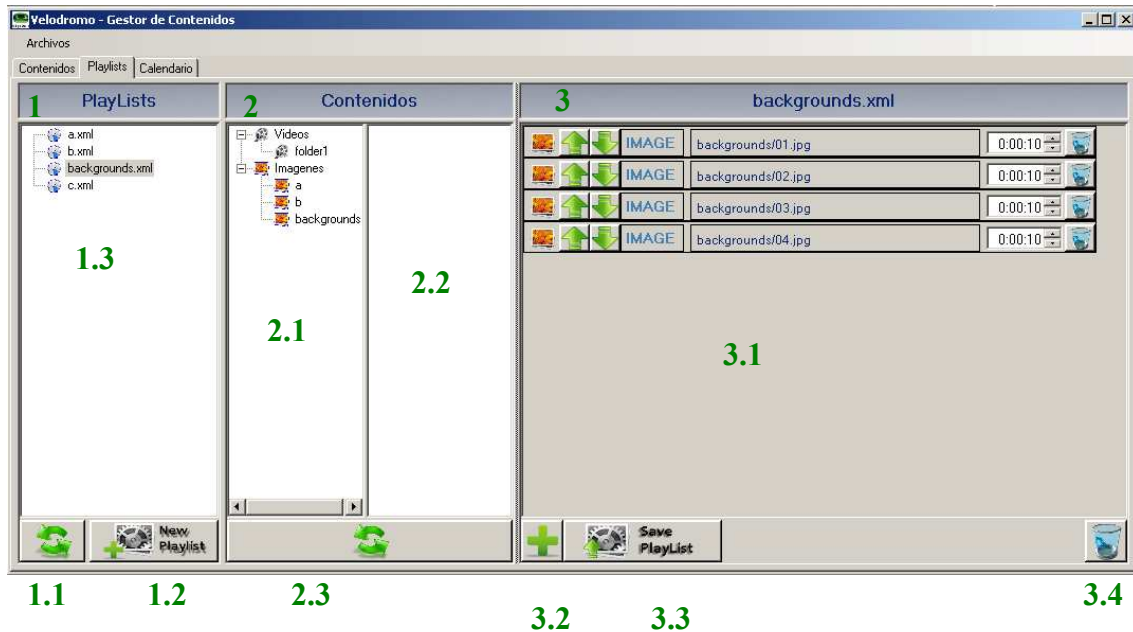 Velodromo - Gestor de Contenidos
Archivos
Contenidos Playlists Calendario
1 PlayLists 2 Contenidos 3 backgrounds.xml
a.xml
b.xml
backgrounds.xml
c.xml
1.3
Videos
folder1
Imagenes
a
b
backgrounds
2.1
2.2
IMAGE backgrounds/01.jpg 0:00:10
IMAGE backgrounds/02.jpg 0:00:10
IMAGE backgrounds/03.jpg 0:00:10
IMAGE backgrounds/04.jpg 0:00:10
3.1
New
Playlist
Save
PlayList
1.1 1.2 2.3 3.2 3.3 3.4